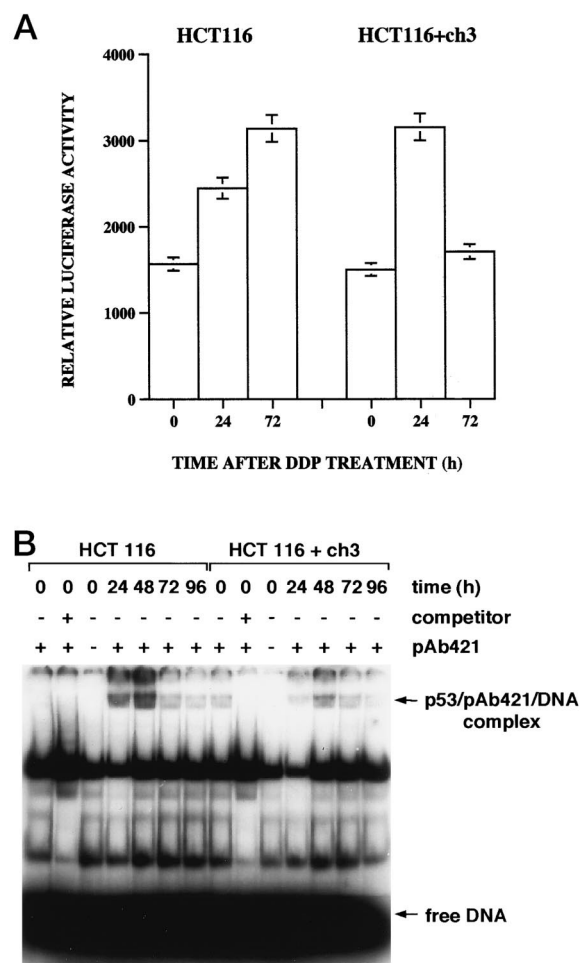 A
HCT116 HCT116+ch3
RELATIVE LUCIFERASE ACTIVITY
4000
3000
2000
1000
0
0 24 72 0 24 72
TIME AFTER DDP TREATMENT (h)
B
HCT 116 HCT 116 + ch3
0 0 0 24 48 72 96 0 0 0 24 48 72 96 time (h)
- + - - - - - - + - - - - - competitor
+ + - + + + + + + - + + + + pAb421
p53/pAb421/DNA
complex
free DNA